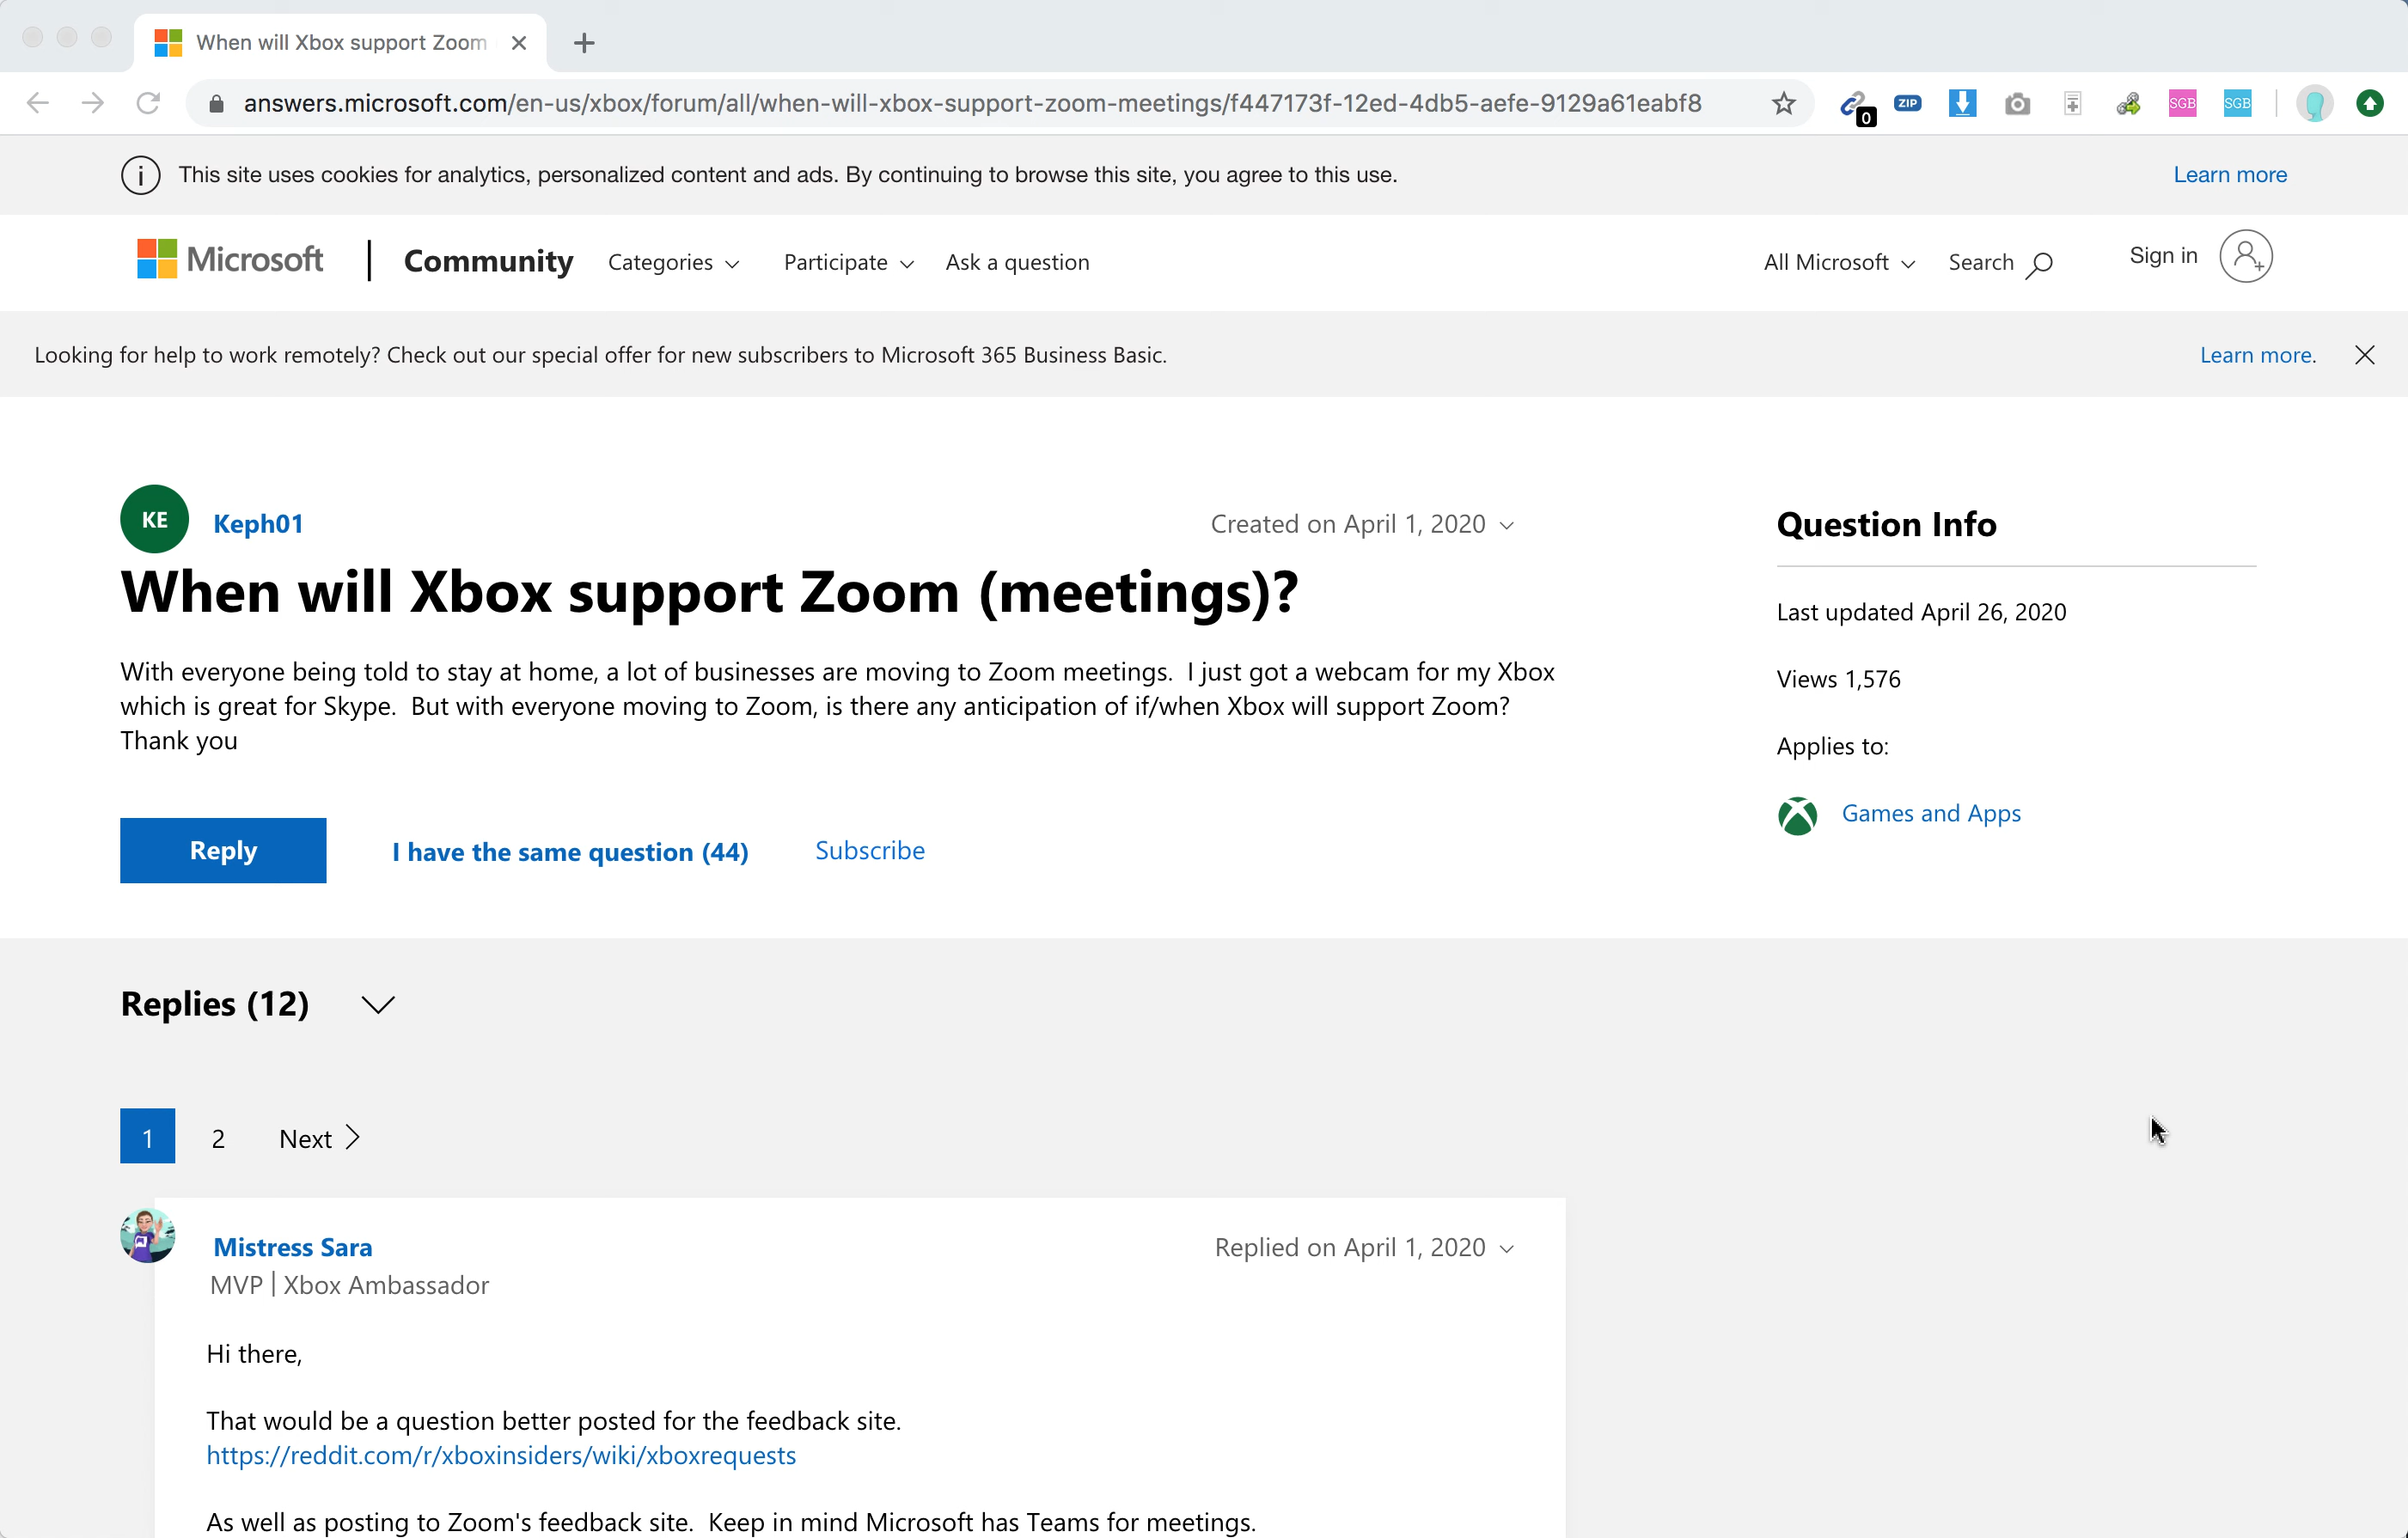 When will Xbox support Zoom
answers.microsoft.com/en-us/xbox/forum/all/when-will-xbox-support-zoom-meetings/f447173f-12ed-4db5-aefe-9129a61eabf8
0
ZIP
SGB
SGB
This site uses cookies for analytics, personalized content and ads. By continuing to browse this site, you agree to this use.
Learn more
Microsoft
Community
Categories
Participate
Ask a question
All Microsoft
Search
Sign in
Looking for help to work remotely? Check out our special offer for new subscribers to Microsoft 365 Business Basic.
Learn more.
KE
Keph01
Created on April 1, 2020
When will Xbox support Zoom (meetings)?
With everyone being told to stay at home, a lot of businesses are moving to Zoom meetings.  I just got a webcam for my Xbox
which is great for Skype.  But with everyone moving to Zoom, is there any anticipation of if/when Xbox will support Zoom?
Thank you
Reply
I have the same question (44)
Subscribe
Question Info
Last updated April 26, 2020
Views 1,576
Applies to:
Games and Apps
Replies (12)
1
2
Next
Mistress Sara
Replied on April 1, 2020
MVP | Xbox Ambassador
Hi there,
That would be a question better posted for the feedback site.
https://reddit.com/r/xboxinsiders/wiki/xboxrequests
As well as posting to Zoom's feedback site.  Keep in mind Microsoft has Teams for meetings.